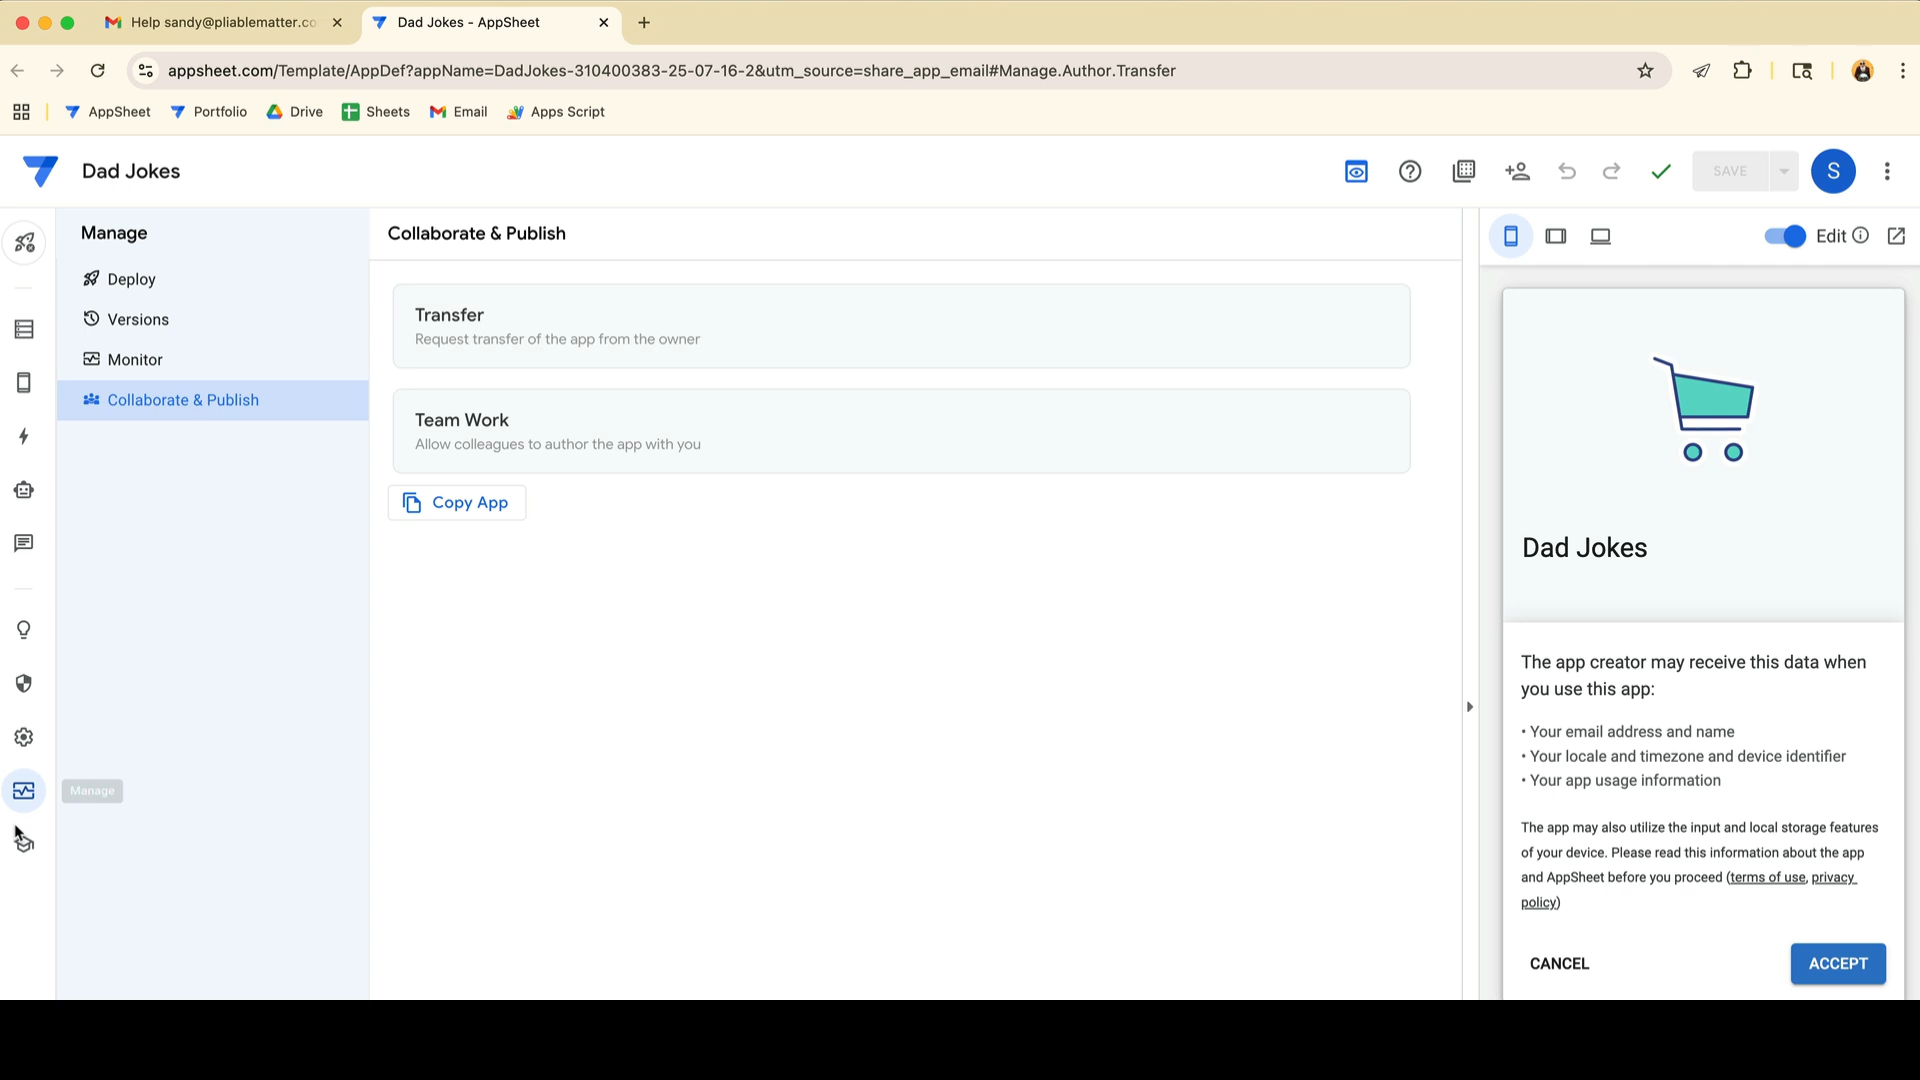 Help sandy@pliablematter.co
Dad Jokes - AppSheet
appsheet.com/Template/AppDef?appName=DadJokes-310400383-25-07-16-2&utm_source=share_app_email#Manage.Author.Transfer
AppSheet
Portfolio
Drive
Sheets
Email
Apps Script
Dad Jokes
SAVE
S
Manage
Deploy
Versions
Monitor
Collaborate & Publish
Manage
Collaborate & Publish
Transfer
Request transfer of the app from the owner
Team Work
Allow colleagues to author the app with you
Copy App
Edit
Dad Jokes
The app creator may receive this data when
you use this app:
• Your email address and name
• Your locale and timezone and device identifier
• Your app usage information
The app may also utilize the input and local storage features
of your device. Please read this information about the app
and AppSheet before you proceed (terms of use, privacy
policy)
CANCEL
ACCEPT